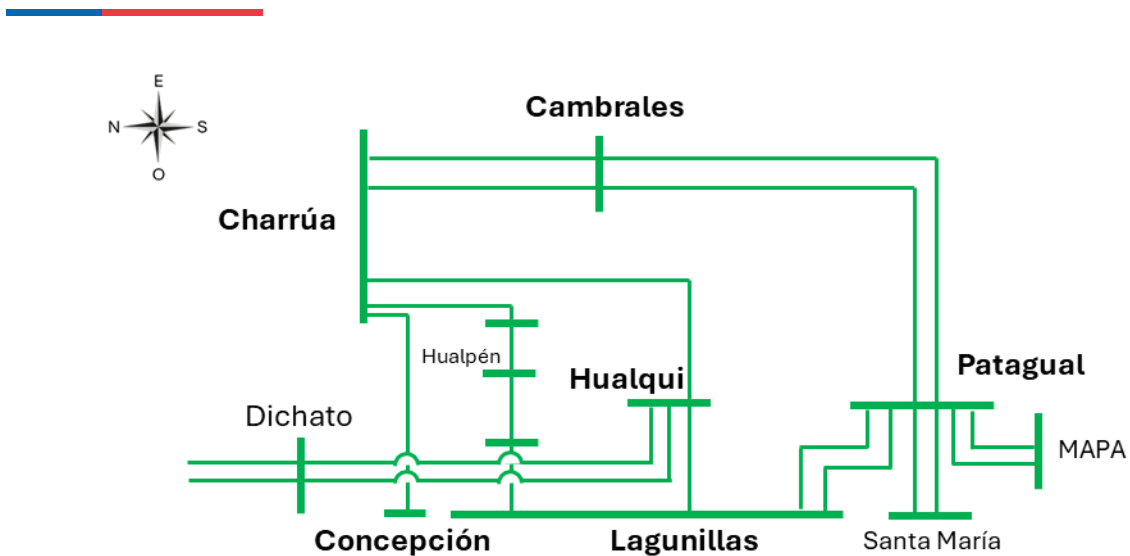 E
N
S
O
Cambrales
Charrúa
Hualpén
Hualqui
Patagual
Dichato
MAPA
Concepción
Lagunillas
Santa María